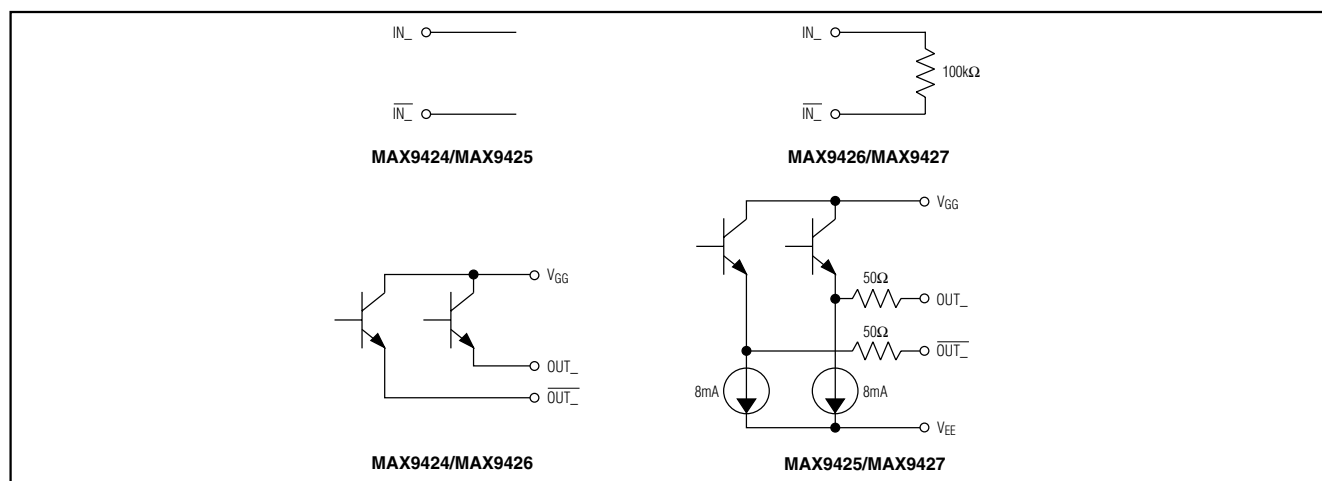 IN_
IN_
100kΩ
IN_
IN_
MAX9424/MAX9425
MAX9426/MAX9427
VGG
VGG
50Ω
OUT_
50Ω
OUT_
OUT_
OUT_
8mA
8mA
VEE
MAX9424/MAX9426
MAX9425/MAX9427